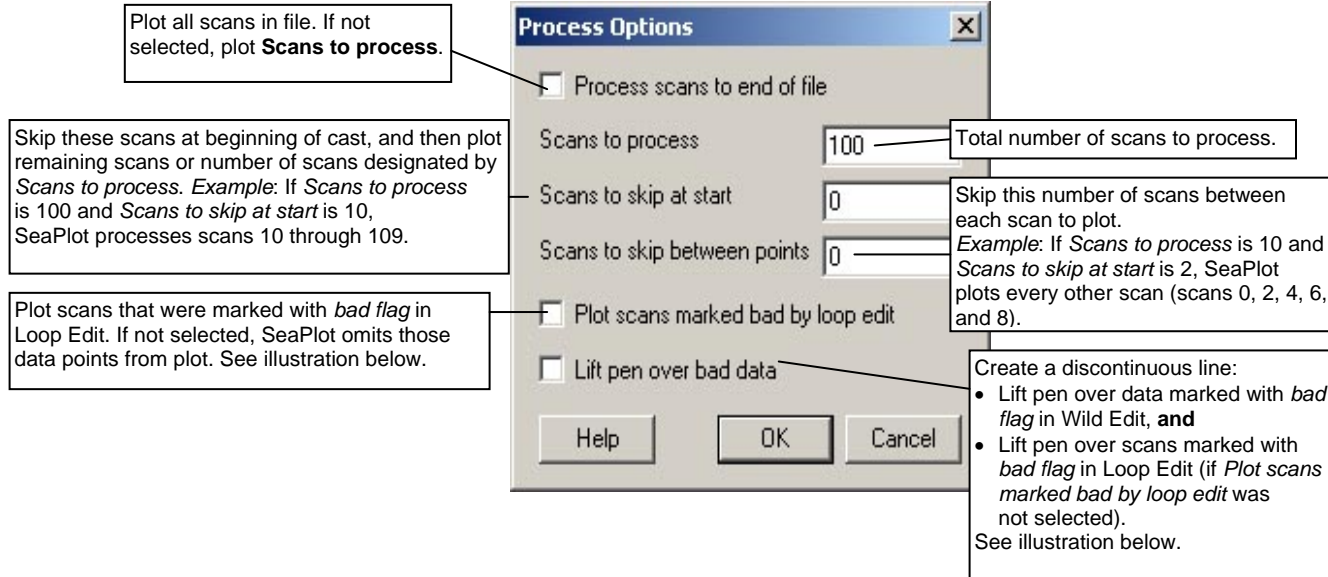 Plot all scans in file. If not
selected, plot Scans to process.
Skip these scans at beginning of cast, and then plot
remaining scans or number of scans designated by
Scans to process. Example: If Scans to process
is 100 and Scans to skip at start is 10,
SeaPlot processes scans 10 through 109.
Plot scans that were marked with bad flag in
Loop Edit. If not selected, SeaPlot omits those
data points from plot. See illustration below.
Process Options
Process scans to end of file
Scans to process
100
Scans to skip at start
0
Scans to skip between points
0
Plot scans marked bad by loop edit
Lift pen over bad data
Help
OK
Cancel
Total number of scans to process.
Skip this number of scans between
each scan to plot.
Example: If Scans to process is 10 and
Scans to skip at start is 2, SeaPlot
plots every other scan (scans 0, 2, 4, 6,
and 8).
Create a discontinuous line:
• Lift pen over data marked with bad
flag in Wild Edit, and
• Lift pen over scans marked with
bad flag in Loop Edit (if Plot scans
marked bad by loop edit was
not selected).
See illustration below.